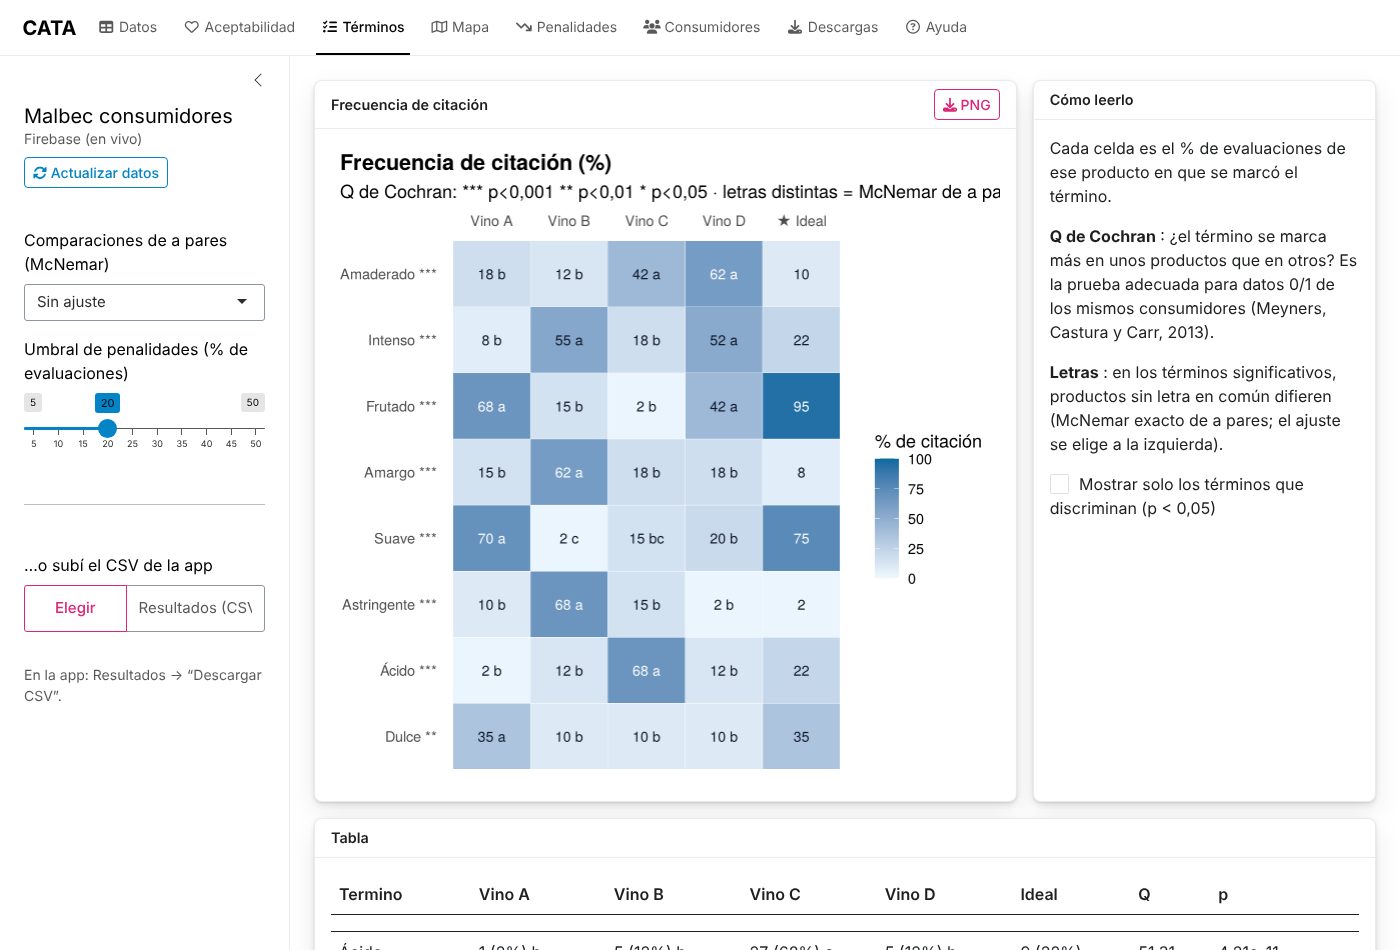 CATA Datos Aceptabilidad Términos Mapa Penalidades Consumidores Descargas Ayuda
Malbec consumidores
Firebase (en vivo)
Actualizar datos
Comparaciones de a pares
(McNemar)
Sin ajuste
Umbral de penalidades (% de
evaluaciones)
5 20 50
5 10 15 20 25 30 35 40 45 50
...o subí el CSV de la app
Elegir Resultados (CSV
En la app: Resultados → “Descargar
CSV”.
Frecuencia de citación PNG
Frecuencia de citación (%)
Q de Cochran: *** p<0,001 ** p<0,01 * p<0,05 · letras distintas = McNemar de a pa
Vino A Vino B Vino C Vino D ★ Ideal
Amaderado *** 18 b 12 b 42 a 62 a 10
Intenso *** 8 b 55 a 18 b 52 a 22
Frutado *** 68 a 15 b 2 b 42 a 95
Amargo *** 15 b 62 a 18 b 18 b 8
Suave *** 70 a 2 c 15 bc 20 b 75
Astringente *** 10 b 68 a 15 b 2 b 2
Ácido *** 2 b 12 b 68 a 12 b 22
Dulce ** 35 a 10 b 10 b 10 b 35
% de citación
100
75
50
25
0
Cómo leerlo
Cada celda es el % de evaluaciones de
ese producto en que se marcó el
término.
Q de Cochran : ¿el término se marca
más en unos productos que en otros? Es
la prueba adecuada para datos 0/1 de
los mismos consumidores (Meyners,
Castura y Carr, 2013).
Letras : en los términos significativos,
productos sin letra en común difieren
(McNemar exacto de a pares; el ajuste
se elige a la izquierda).
Mostrar solo los términos que
discriminan (p < 0,05)
Tabla
Termino Vino A Vino B Vino C Vino D Ideal Q p